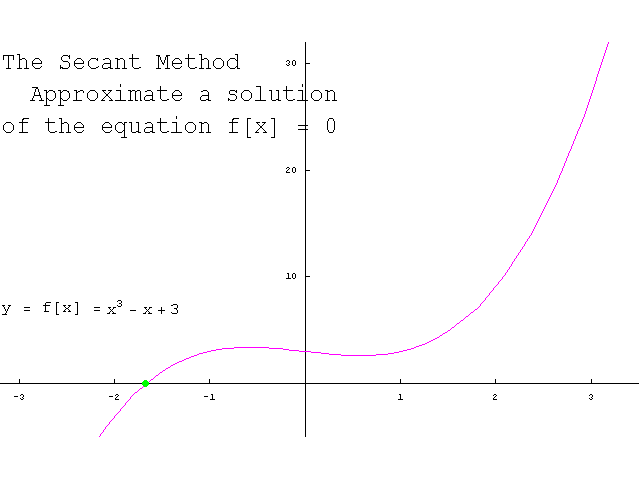 The Secant Method
Approximate a solution
of the equation f[x] = 0
30
20
10
y = f[x] = x³ - x + 3
-3 -2 -1 1 2 3